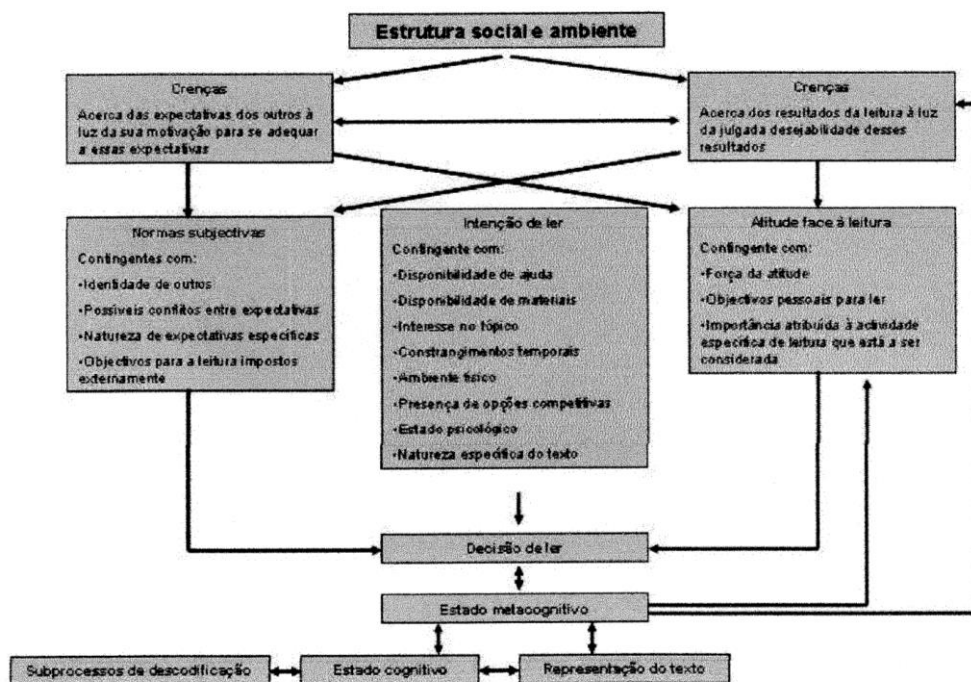 Estrutura social e ambiente
Crenças
Acerca das expectativas dos outros à
luz da sua motivação para se adequar
a essas expectativas
Crenças
Acerca dos resultados da leitura à luz
da julgada desejabilidade desses
resultados
Normas subjectivas
Contingentes com:
•Identidade de outros
•Possíveis conflitos entre expectativas
•Natureza de expectativas específicas
•Objectivos para a leitura impostos
externamente
Intenção de ler
Contingente com:
•Disponibilidade de ajuda
•Disponibilidade de materiais
•Interesse no tópico
•Constrangimentos temporais
•Ambiente físico
•Presença de opções competitivas
•Estado psicológico
•Natureza específica do texto
Atitude face à leitura
Contingente com:
•Força da atitude
•Objectivos pessoais para ler
•Importância atribuída à actividade
específica de leitura que está a ser
considerada
Decisão de ler
Estado metacognitivo
Subprocessos de descodificação
Estado cognitivo
Representação do texto